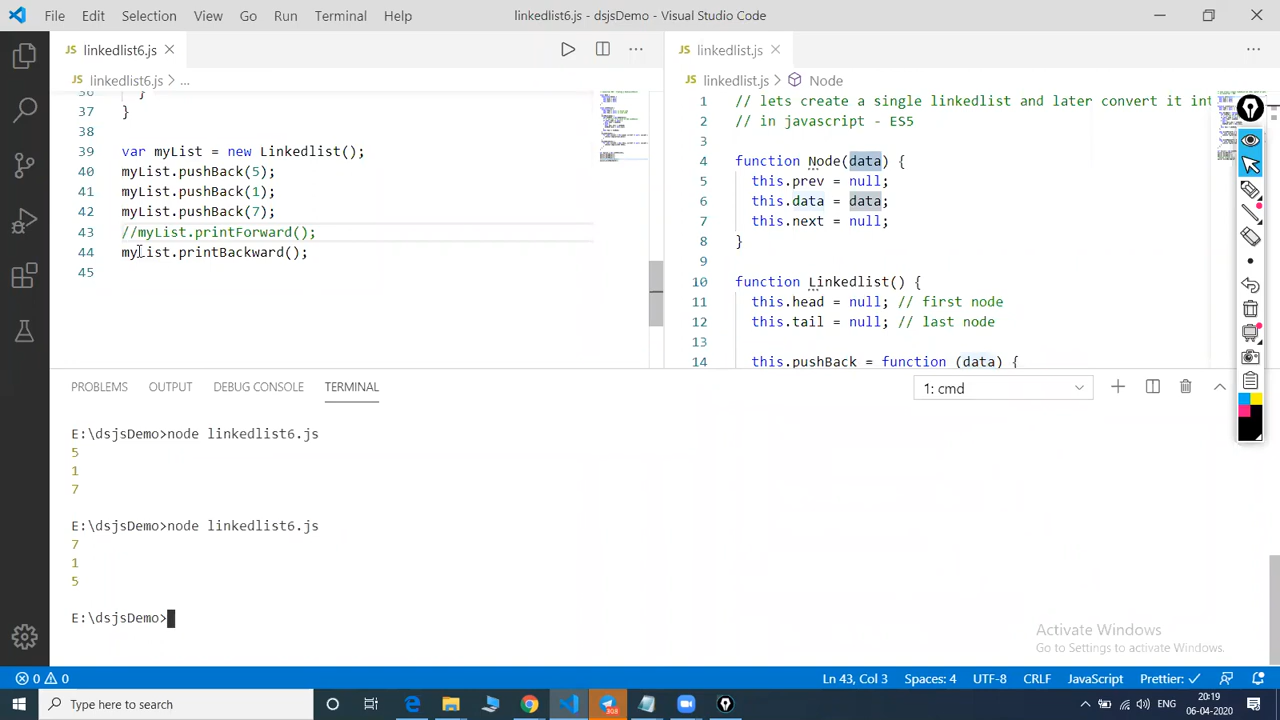 File Edit Selection View Go Run Terminal Help linkedlist6.js - dsjsDemo - Visual Studio Code
JS linkedlist6.js
JS linkedlist.js
JS linkedlist6.js > ...
JS linkedlist.js > Node
36 }
37 }
38
39 var myList = new Linkedlist();
40 myList.pushBack(5);
41 myList.pushBack(1);
42 myList.pushBack(7);
43 //myList.printForward();
44 myList.printBackward();
45
1 // lets create a single linkedlist and later convert it int
2 // in javascript - ES5
3
4 function Node(data) {
5 this.prev = null;
6 this.data = data;
7 this.next = null;
8 }
9
10 function Linkedlist() {
11 this.head = null; // first node
12 this.tail = null; // last node
13
14 this.pushBack = function (data) {
PROBLEMS OUTPUT DEBUG CONSOLE TERMINAL 1: cmd
E:\dsjsDemo>node linkedlist6.js
5
1
7
E:\dsjsDemo>node linkedlist6.js
7
1
5
E:\dsjsDemo>
Activate Windows
Go to Settings to activate Windows.
0 0 Ln 43, Col 3 Spaces: 4 UTF-8 CRLF JavaScript Prettier: ✓
Type here to search
20:19
06-04-2020